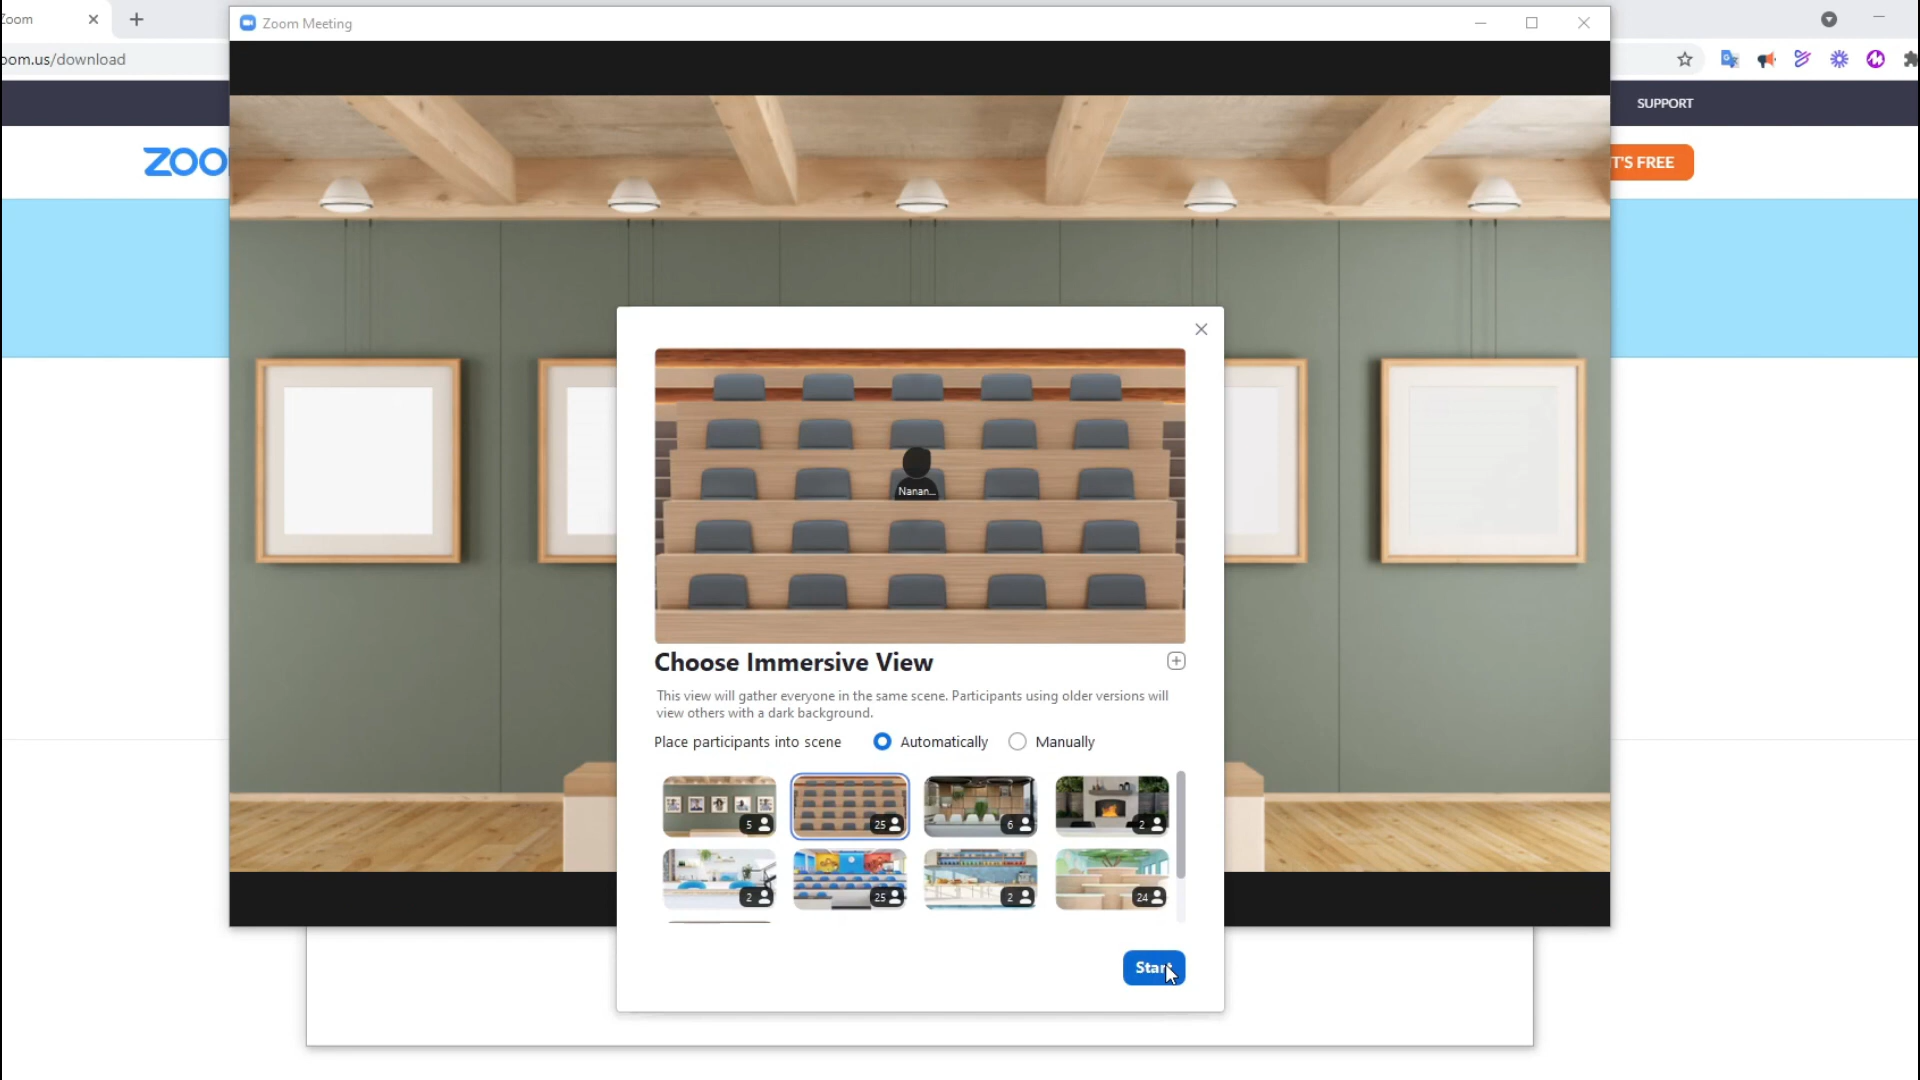 Zoom
Zoom Meeting
oom.us/download
SUPPORT
ZOO
T'S FREE
Nanan...
Choose Immersive View
This view will gather everyone in the same scene. Participants using older versions will
view others with a dark background.
Place participants into scene Automatically Manually
5 25 6 2
2 25 2 24
Start